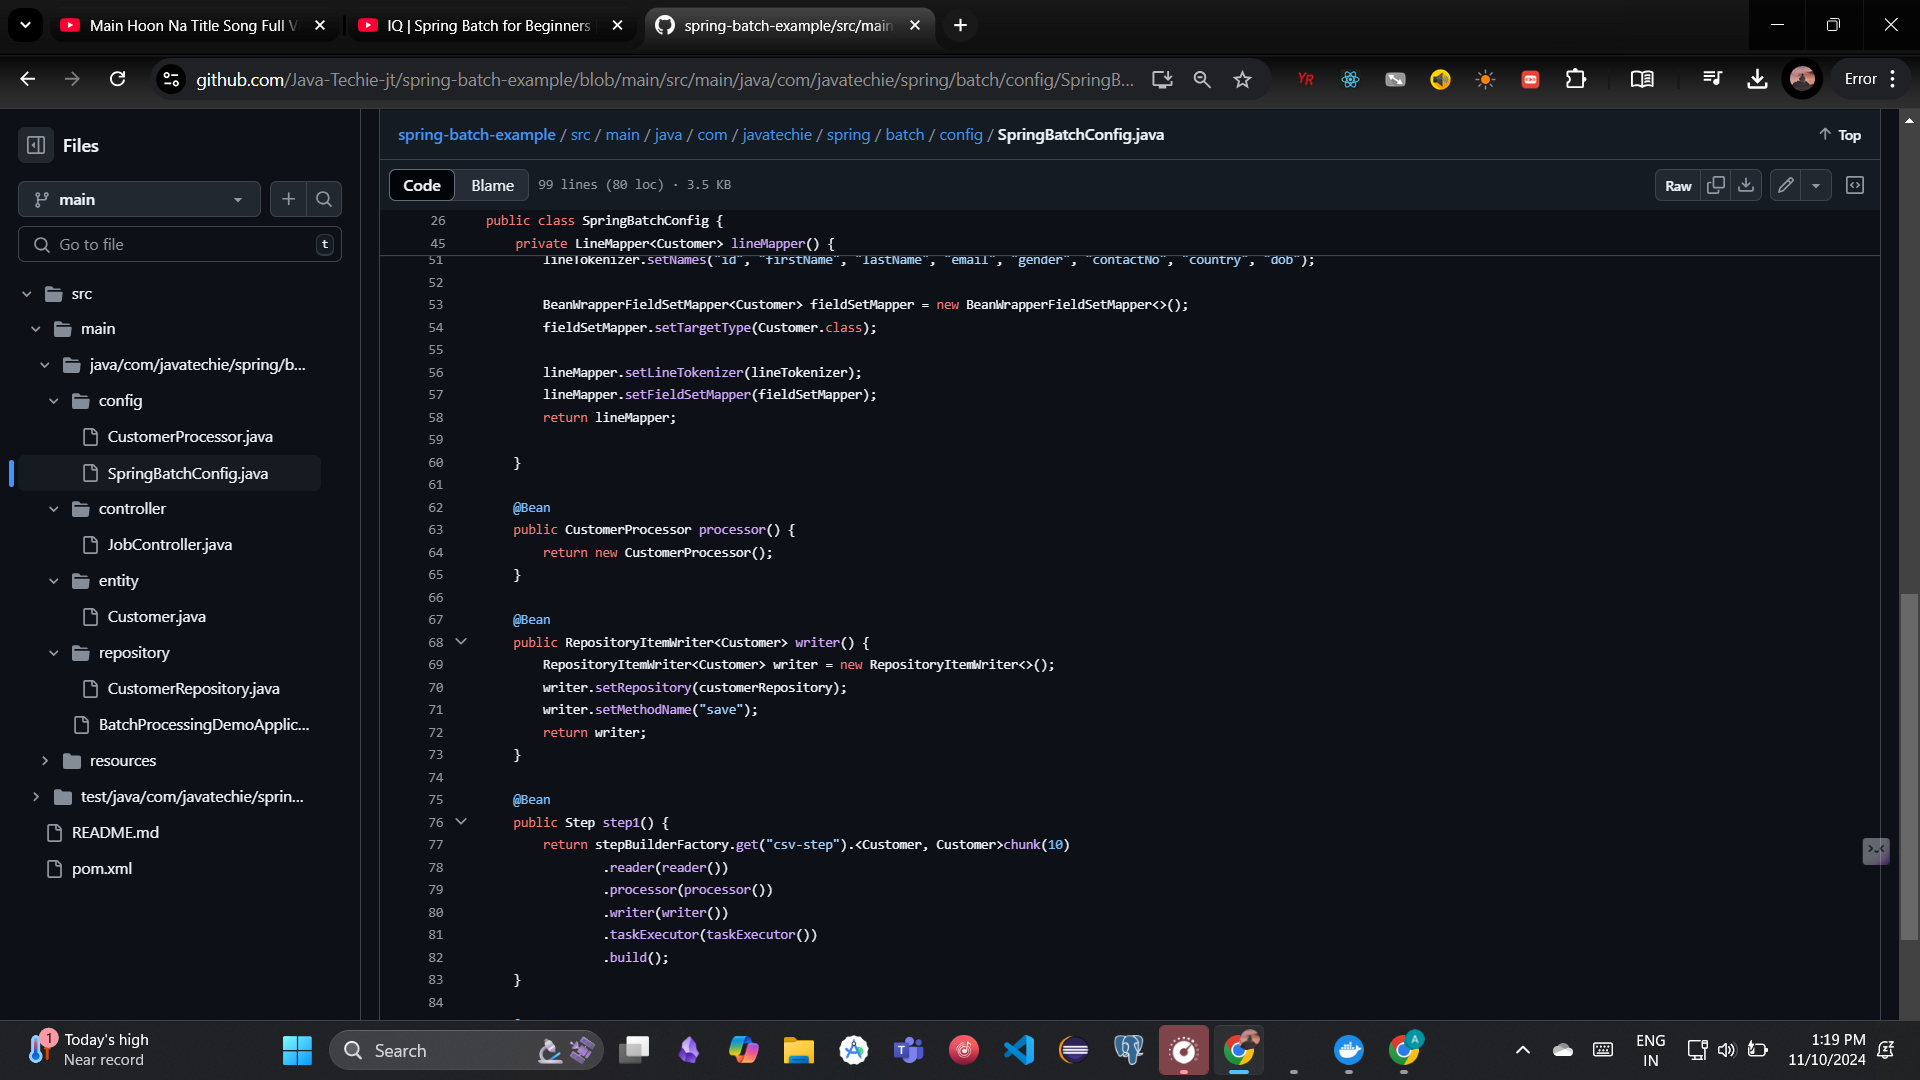 Main Hoon Na Title Song Full V
IQ | Spring Batch for Beginners
spring-batch-example/src/main
github.com/Java-Techie-jt/spring-batch-example/blob/main/src/main/java/com/javatechie/spring/batch/config/SpringB...
Error
Files
main
Go to file
t
src
main
java/com/javatechie/spring/b...
config
CustomerProcessor.java
SpringBatchConfig.java
controller
JobController.java
entity
Customer.java
repository
CustomerRepository.java
BatchProcessingDemoApplic...
resources
test/java/com/javatechie/sprin...
README.md
pom.xml
spring-batch-example / src / main / java / com / javatechie / spring / batch / config / SpringBatchConfig.java
Top
Code
Blame
99 lines (80 loc) · 3.5 KB
Raw
26 public class SpringBatchConfig {
45 private LineMapper<Customer> lineMapper() {
51 lineTokenizer.setNames("id", "firstName", "lastName", "email", "gender", "contactNo", "country", "dob");
52
53 BeanWrapperFieldSetMapper<Customer> fieldSetMapper = new BeanWrapperFieldSetMapper<>();
54 fieldSetMapper.setTargetType(Customer.class);
55
56 lineMapper.setLineTokenizer(lineTokenizer);
57 lineMapper.setFieldSetMapper(fieldSetMapper);
58 return lineMapper;
59
60 }
61
62 @Bean
63 public CustomerProcessor processor() {
64 return new CustomerProcessor();
65 }
66
67 @Bean
68 public RepositoryItemWriter<Customer> writer() {
69 RepositoryItemWriter<Customer> writer = new RepositoryItemWriter<>();
70 writer.setRepository(customerRepository);
71 writer.setMethodName("save");
72 return writer;
73 }
74
75 @Bean
76 public Step step1() {
77 return stepBuilderFactory.get("csv-step").<Customer, Customer>chunk(10)
78 .reader(reader())
79 .processor(processor())
80 .writer(writer())
81 .taskExecutor(taskExecutor())
82 .build();
83 }
84
1
Today's high
Near record
Search
A
ENG
IN
1:19 PM
11/10/2024